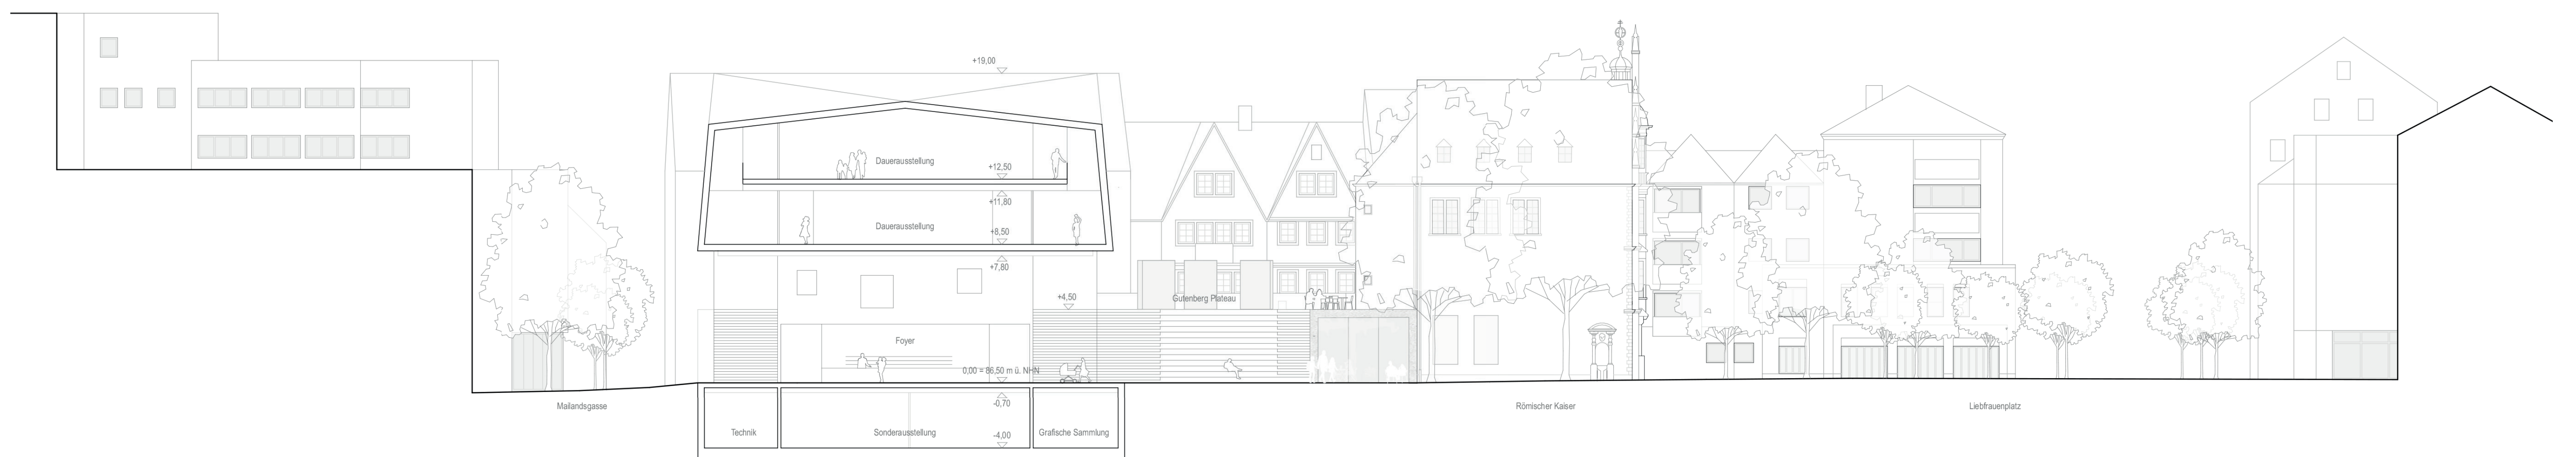 +19,00
Dauerausstellung
+12,50
+11,80
Dauerausstellung
+8,50
+7,80
+4,50
Gutenberg Plateau
Foyer
0,00 = 86,50 m ü. NHN
-0,70
Mailandsgasse
Römischer Kaiser
Liebfrauenplatz
Technik
Sonderausstellung
-4,00
Grafische Sammlung